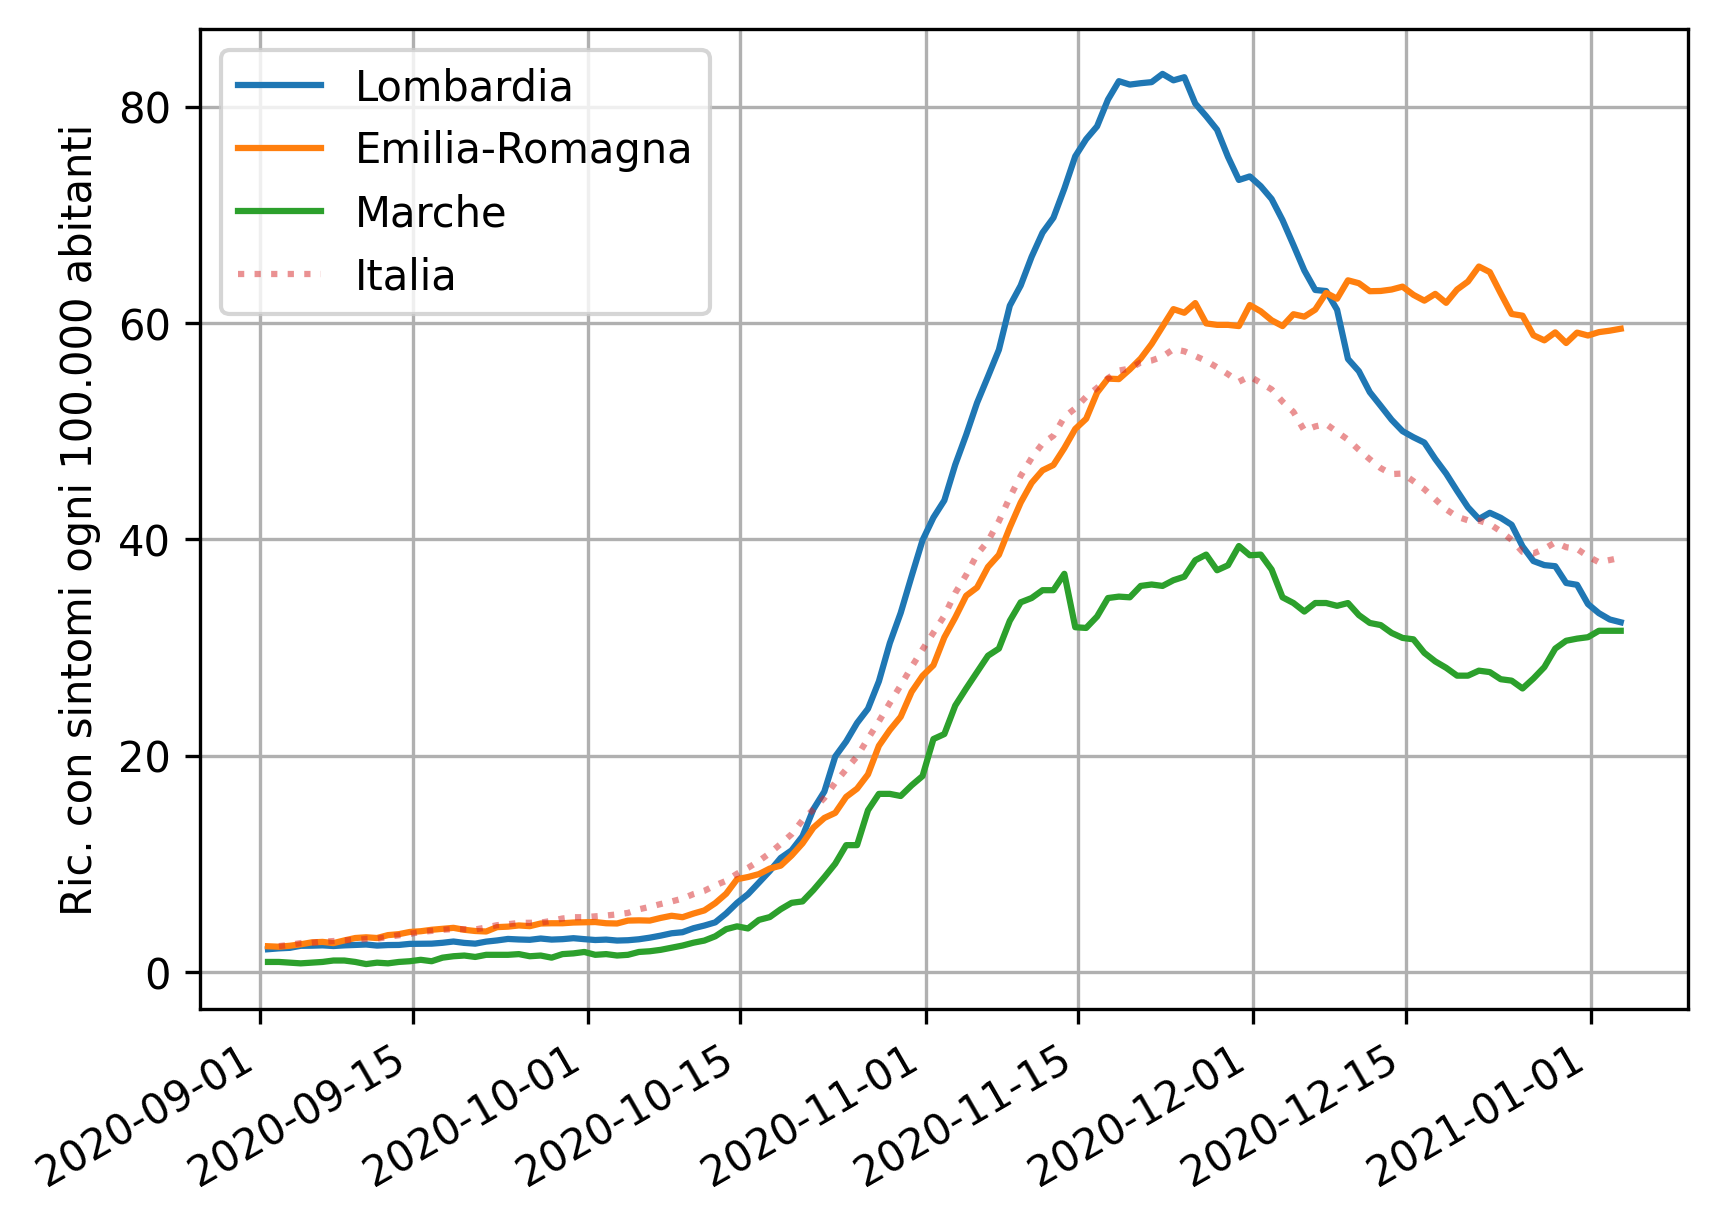 Lombardia
Emilia-Romagna
Marche
Italia
Ric. con sintomi ogni 100.000 abitanti
80
60
40
20
0
2020-09-01
2020-09-15
2020-10-01
2020-10-15
2020-11-01
2020-11-15
2020-12-01
2020-12-15
2021-01-01